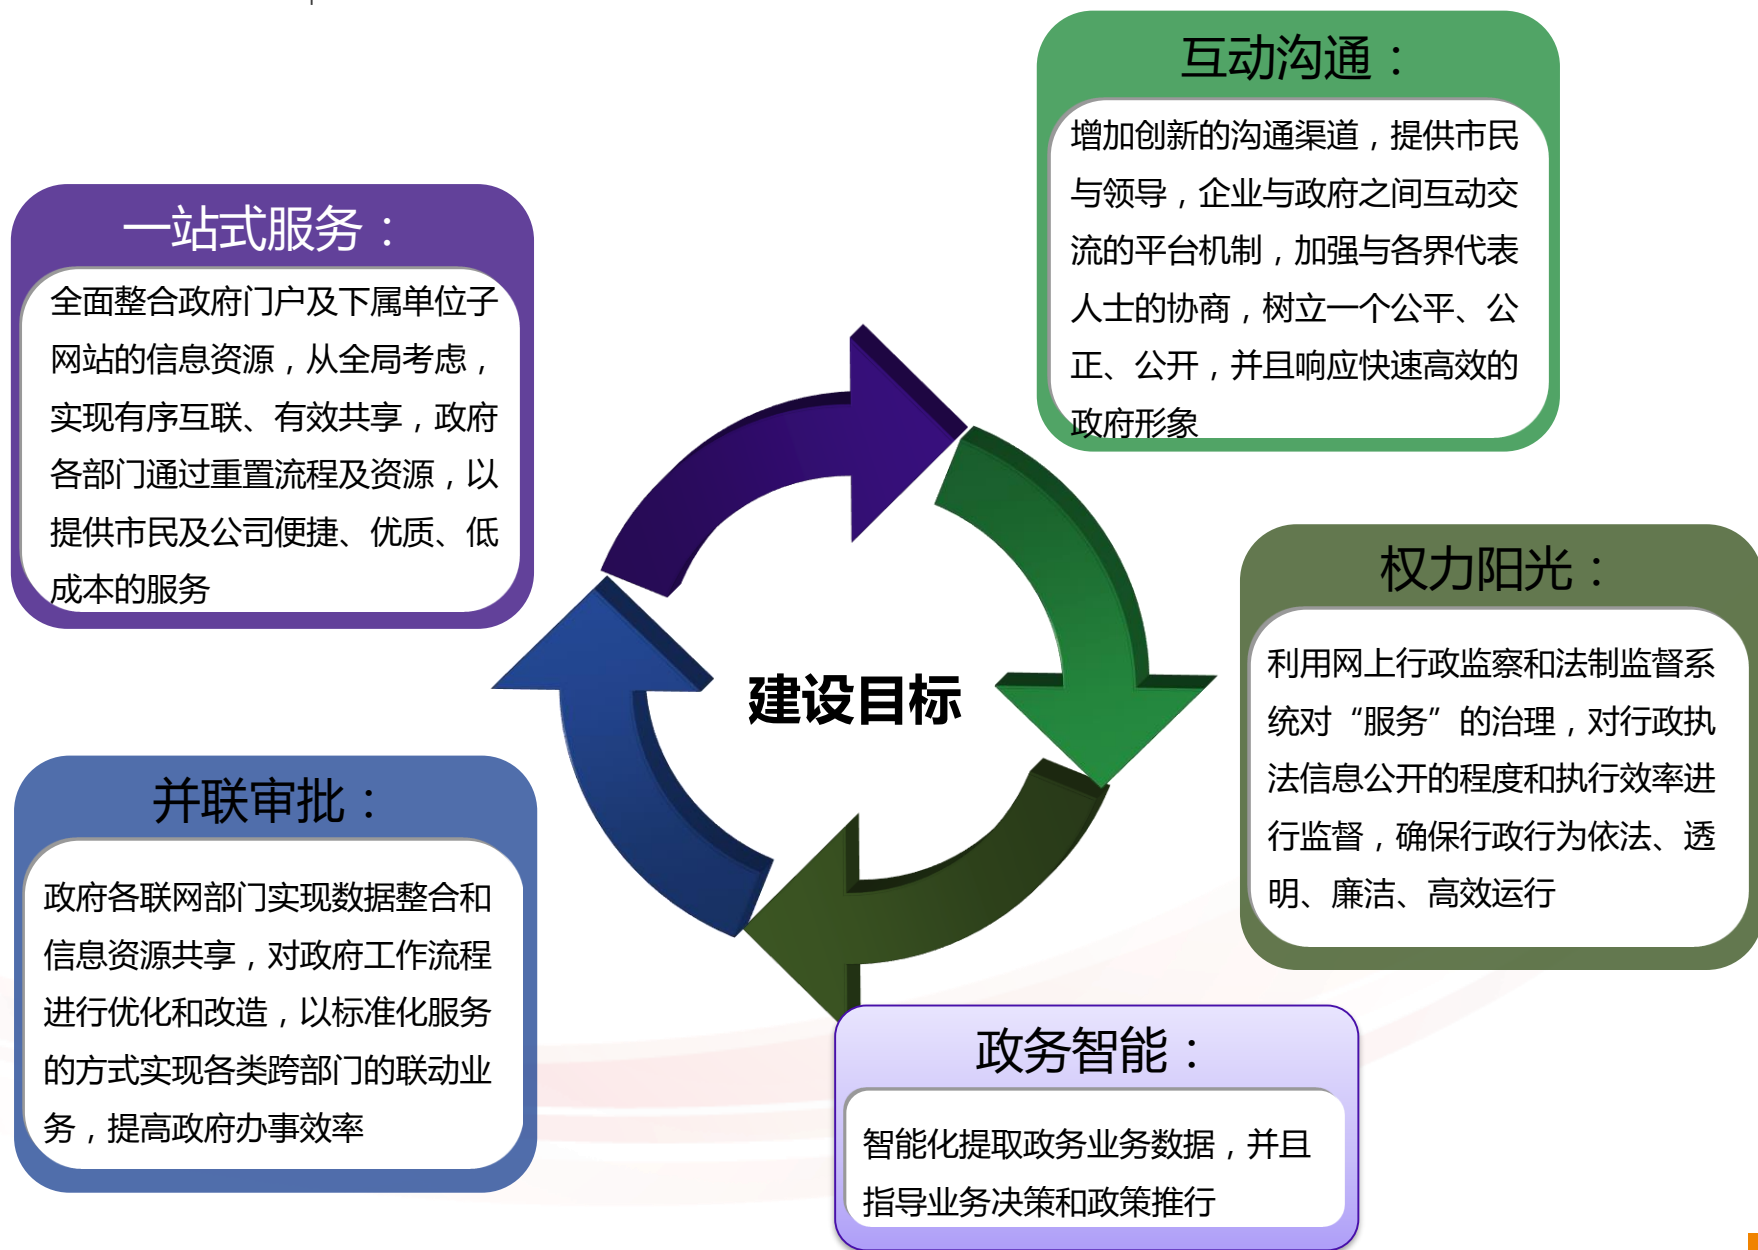 互动沟通：
增加创新的沟通渠道，提供市民
与领导，企业与政府之间互动交
流的平台机制，加强与各界代表
人士的协商，树立一个公平、公
正、公开，并且响应快速高效的
政府形象
一站式服务：
全面整合政府门户及下属单位子
网站的信息资源，从全局考虑，
实现有序互联、有效共享，政府
各部门通过重置流程及资源，以
提供市民及公司便捷、优质、低
成本的服务
建设目标
权力阳光：
利用网上行政监察和法制监督系
统对“服务”的治理，对行政执
法信息公开的程度和执行效率进
行监督，确保行政行为依法、透
明、廉洁、高效运行
并联审批：
政府各联网部门实现数据整合和
信息资源共享，对政府工作流程
进行优化和改造，以标准化服务
的方式实现各类跨部门的联动业
务，提高政府办事效率
政务智能：
智能化提取政务业务数据，并且
指导业务决策和政策推行